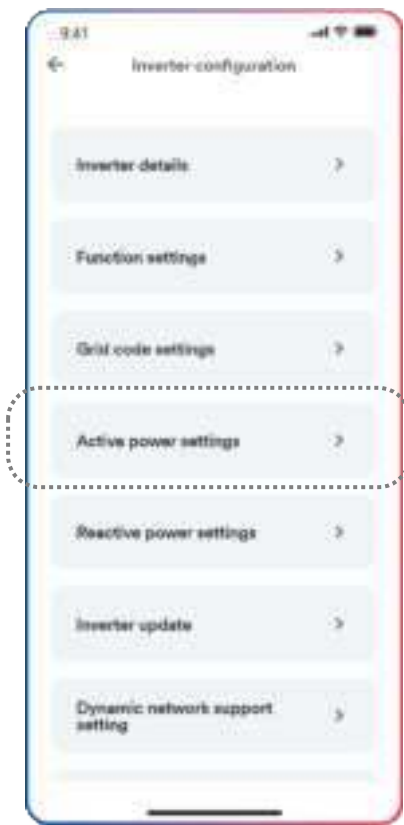 9:41
Inverter configuration
Inverter details
Function settings
Grid code settings
Active power settings
Reactive power settings
Inverter update
Dynamic network support
setting